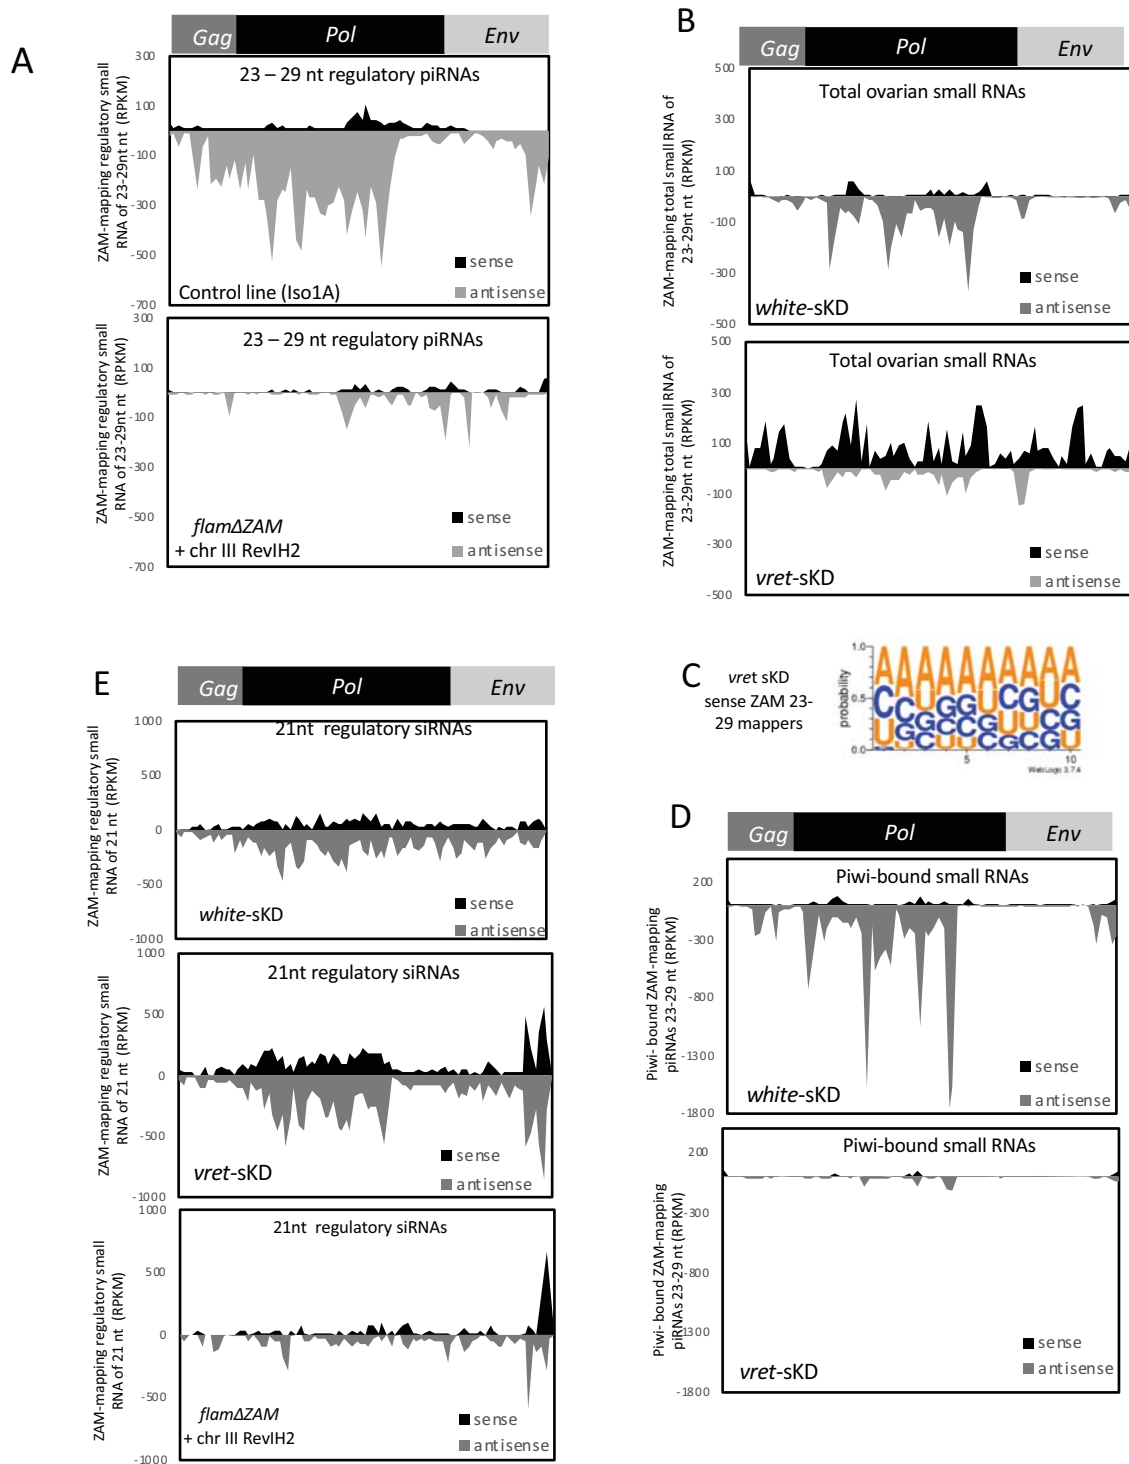 A
Gag Pol Env
ZAM-mapping regulatory small
RNA of 23-29nt nt (RPKM)
300
100
-100
-300
-500
-700
23 – 29 nt regulatory piRNAs
sense
antisense
Control line (Iso1A)
ZAM-mapping regulatory small
RNA of 23-29nt nt (RPKM)
300
100
-100
-300
-500
-700
23 – 29 nt regulatory piRNAs
sense
antisense
flamΔZAM
+ chr III RevIH2
B
Gag Pol Env
ZAM-mapping total small RNA of
23-29nt nt (RPKM)
500
300
100
-100
-300
-500
Total ovarian small RNAs
sense
antisense
white-sKD
ZAM-mapping total small RNA of
23-29nt nt (RPKM)
500
300
100
-100
-300
-500
Total ovarian small RNAs
sense
antisense
vret-sKD
C
vret sKD
sense ZAM 23-
29 mappers
probability
1.0
0.5
0.0
5
10
WebLogo 3.7.4
D
Gag Pol Env
Piwi- bound ZAM-mapping
piRNAs 23-29 nt (RPKM)
200
-300
-800
-1300
-1800
Piwi-bound small RNAs
sense
antisense
white-sKD
Piwi- bound ZAM-mapping
piRNAs 23-29 nt (RPKM)
200
-300
-800
-1300
-1800
Piwi-bound small RNAs
sense
antisense
vret-sKD
E
Gag Pol Env
ZAM-mapping regulatory small
RNA of 21 nt (RPKM)
1000
500
0
-500
-1000
21nt regulatory siRNAs
sense
antisense
white-sKD
ZAM-mapping regulatory small
RNA of 21 nt (RPKM)
1000
500
0
-500
-1000
21nt regulatory siRNAs
sense
antisense
vret-sKD
ZAM-mapping regulatory small
RNA of 21 nt (RPKM)
1000
500
0
-500
-1000
21nt regulatory siRNAs
sense
antisense
flamΔZAM
+ chr III RevIH2